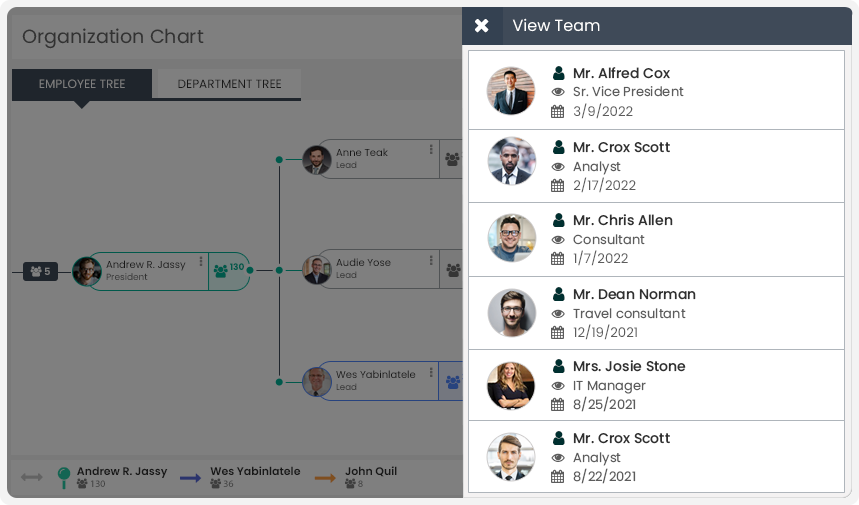 Organization Chart
EMPLOYEE TREE
DEPARTMENT TREE
Anne Teak
Lead
5
Andrew R. Jassy
President
130
Audie Yose
Lead
Wes Yabinlatele
Lead
Andrew R. Jassy
130
Wes Yabinlatele
36
John Quil
8
View Team
Mr. Alfred Cox
Sr. Vice President
3/9/2022
Mr. Crox Scott
Analyst
2/17/2022
Mr. Chris Allen
Consultant
1/7/2022
Mr. Dean Norman
Travel consultant
12/19/2021
Mrs. Josie Stone
IT Manager
8/25/2021
Mr. Crox Scott
Analyst
8/22/2021